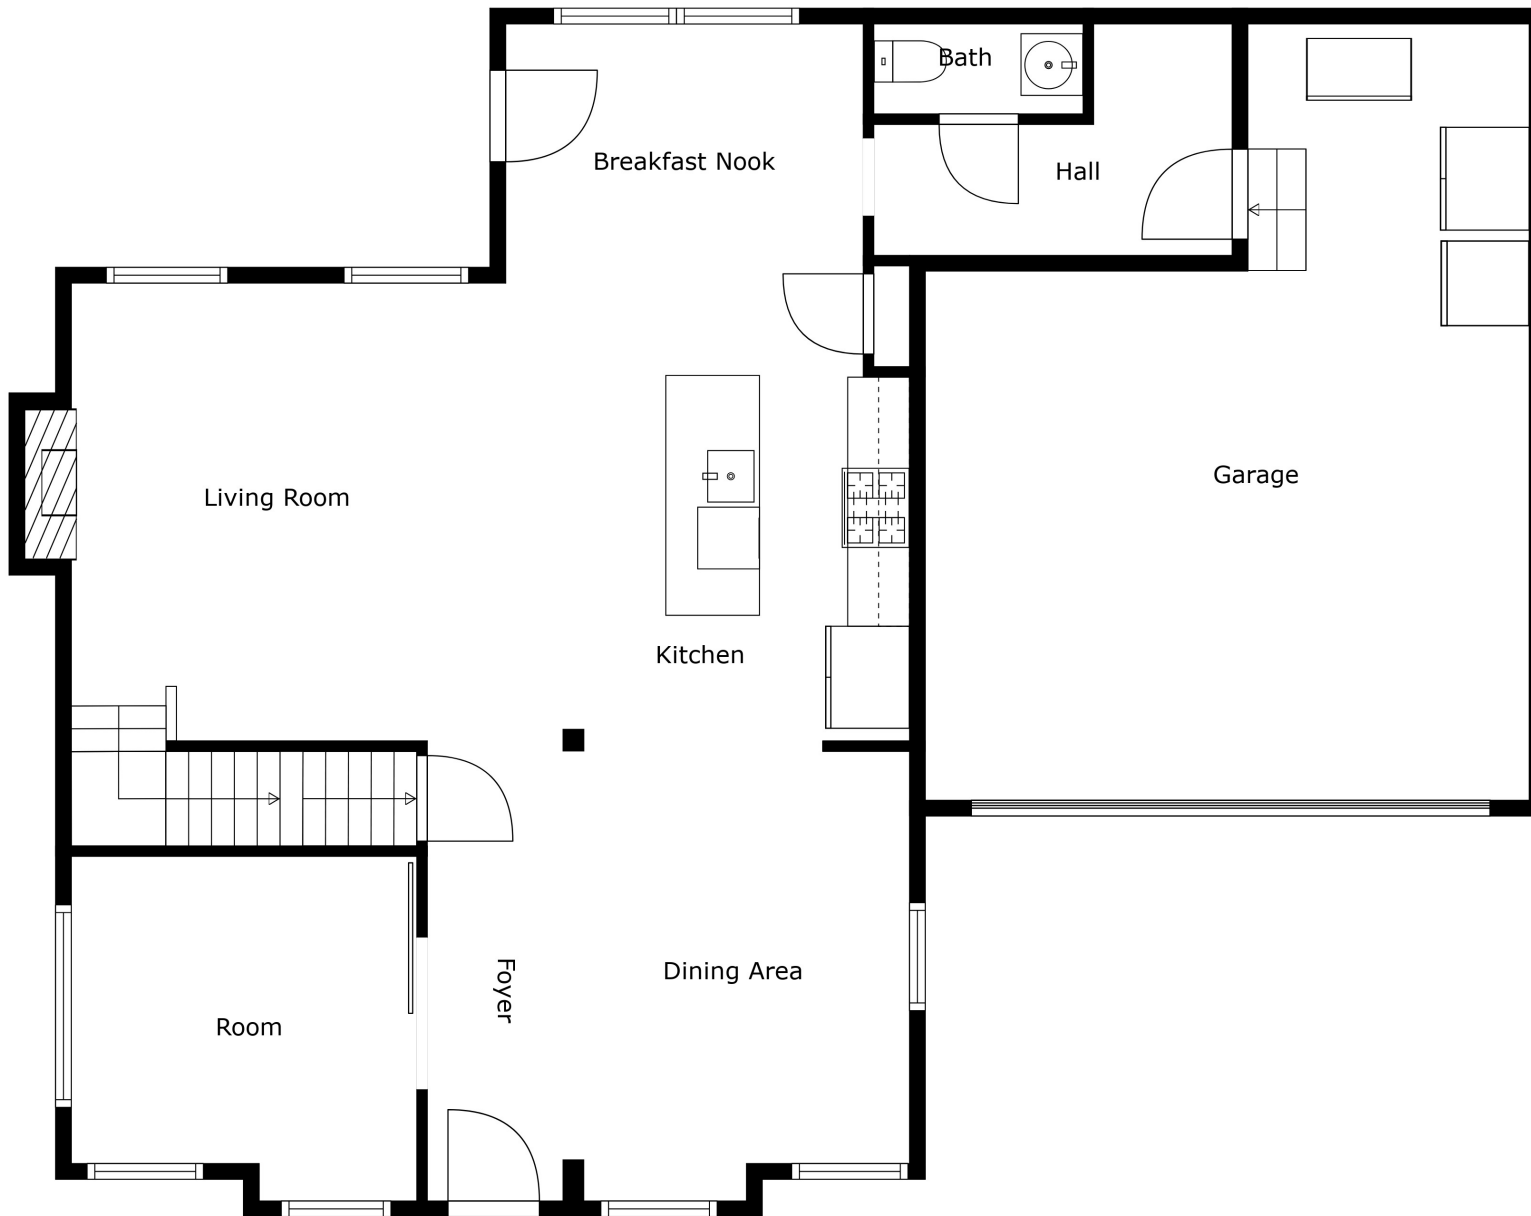 Bath
Breakfast Nook
Hall
Living Room
Garage
Kitchen
Foyer
Dining Area
Room